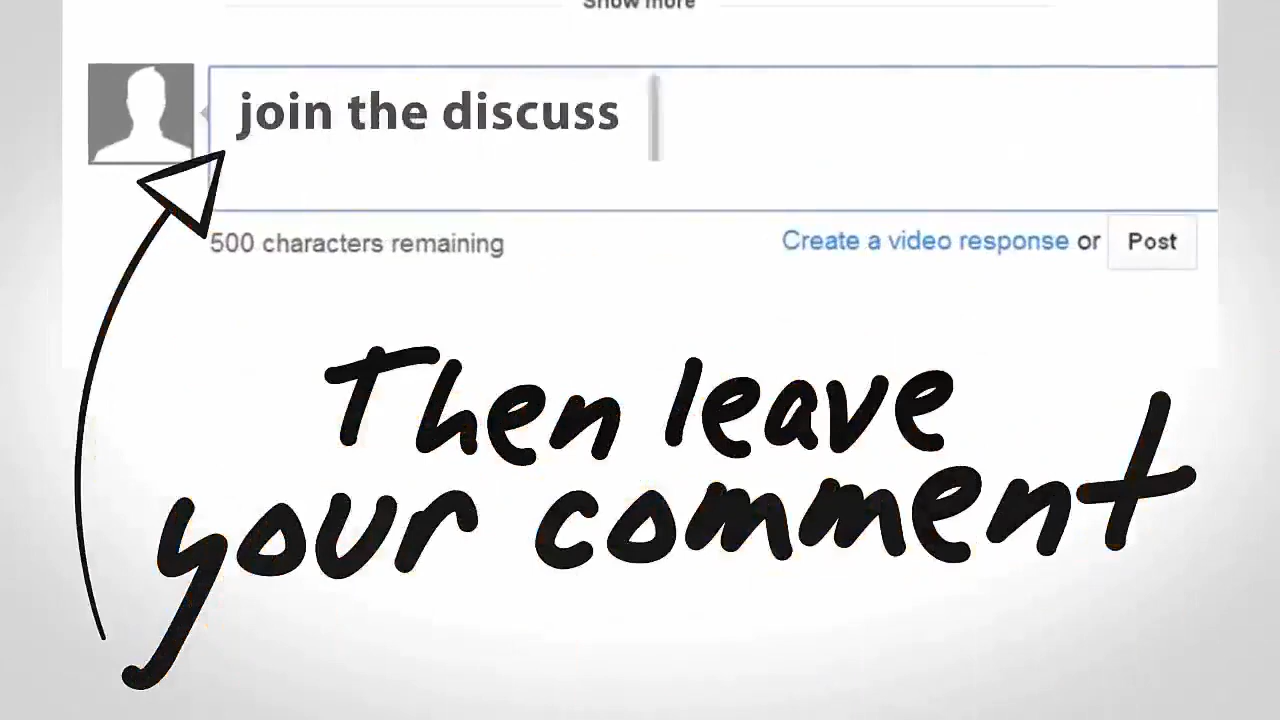 Show more
join the discuss
500 characters remaining
Create a video response or Post
Then leave
your comment